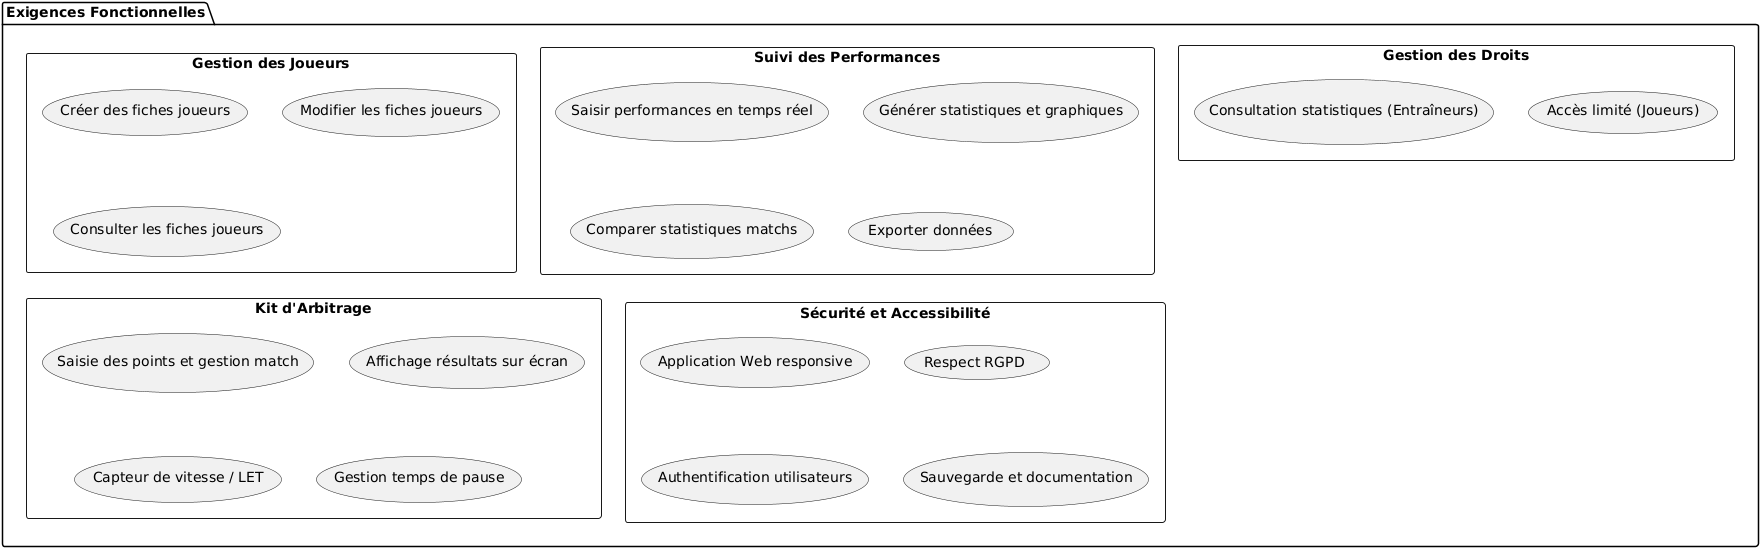 Exigences Fonctionnelles
Gestion des Joueurs
Créer des fiches joueurs
Modifier les fiches joueurs
Consulter les fiches joueurs
Suivi des Performances
Saisir performances en temps réel
Générer statistiques et graphiques
Comparer statistiques matchs
Exporter données
Gestion des Droits
Consultation statistiques (Entraîneurs)
Accès limité (Joueurs)
Kit d'Arbitrage
Saisie des points et gestion match
Affichage résultats sur écran
Capteur de vitesse / LET
Gestion temps de pause
Sécurité et Accessibilité
Application Web responsive
Respect RGPD
Authentification utilisateurs
Sauvegarde et documentation